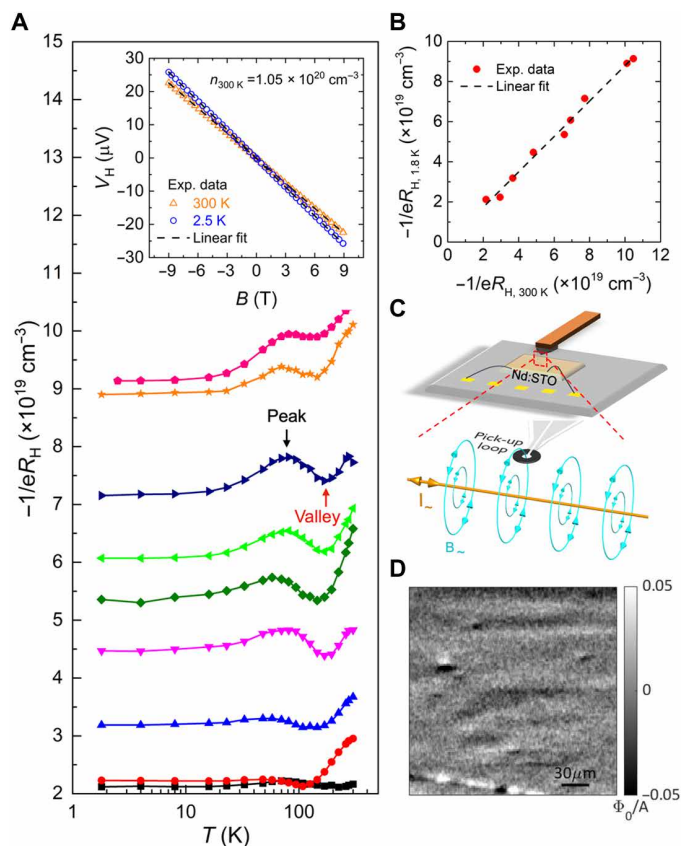 A
15
14
13
12
11
10
9
8
7
6
5
4
3
2
−1/eR_H (×10^19 cm^−3)
1
10
100
T (K)
Peak
Valley
30
20
10
0
−10
−20
−30
V_H (μV)
n_300 K = 1.05 × 10^20 cm^−3
Exp. data
300 K
2.5 K
Linear fit
−9
−6
−3
0
3
6
9
B (T)
B
10
8
6
4
2
0
−1/eR_H, 1.8 K (×10^19 cm^−3)
Exp. data
Linear fit
0
2
4
6
8
10
12
−1/eR_H, 300 K (×10^19 cm^−3)
C
Nd:STO
Pick-up
loop
I~
B~
D
0.05
0
−0.05
30μm
Φ_0/A